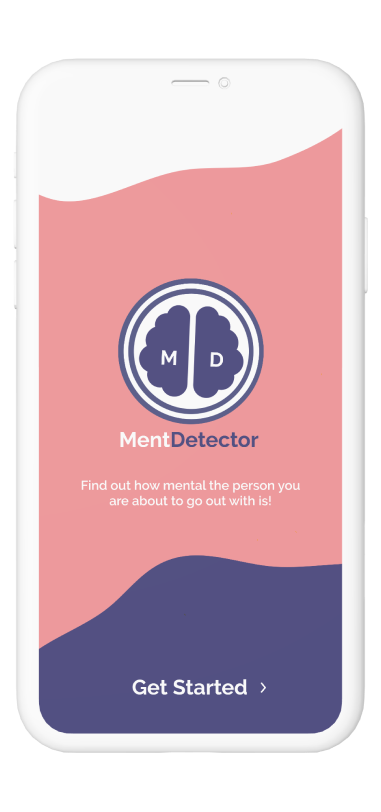 M D
MentDetector
Find out how mental the person you
are about to go out with is!
Get Started